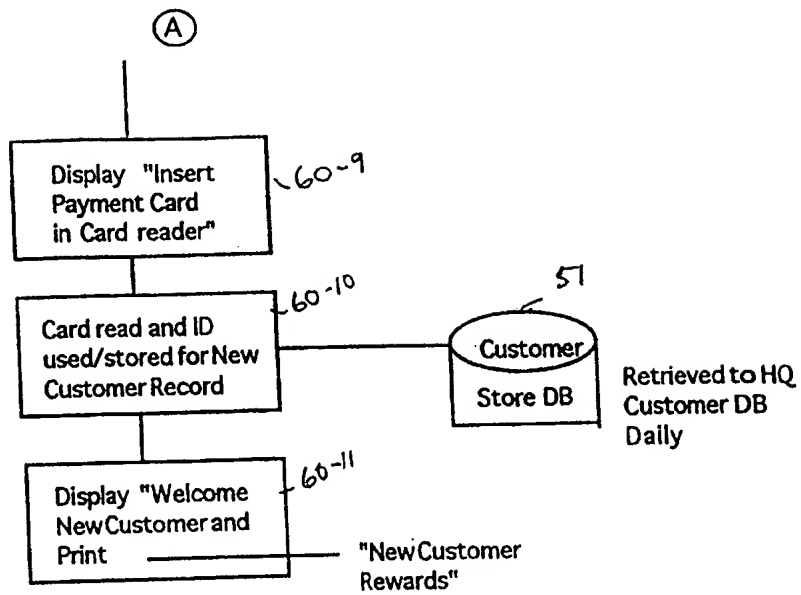 A
Display "Insert
Payment Card
in Card reader"
60-9
Card read and ID
used/stored for New
Customer Record
60-10
51
Customer
Store DB
Retrieved to HQ
Customer DB
Daily
Display "Welcome
New Customer and
Print
60-11
"New Customer
Rewards"